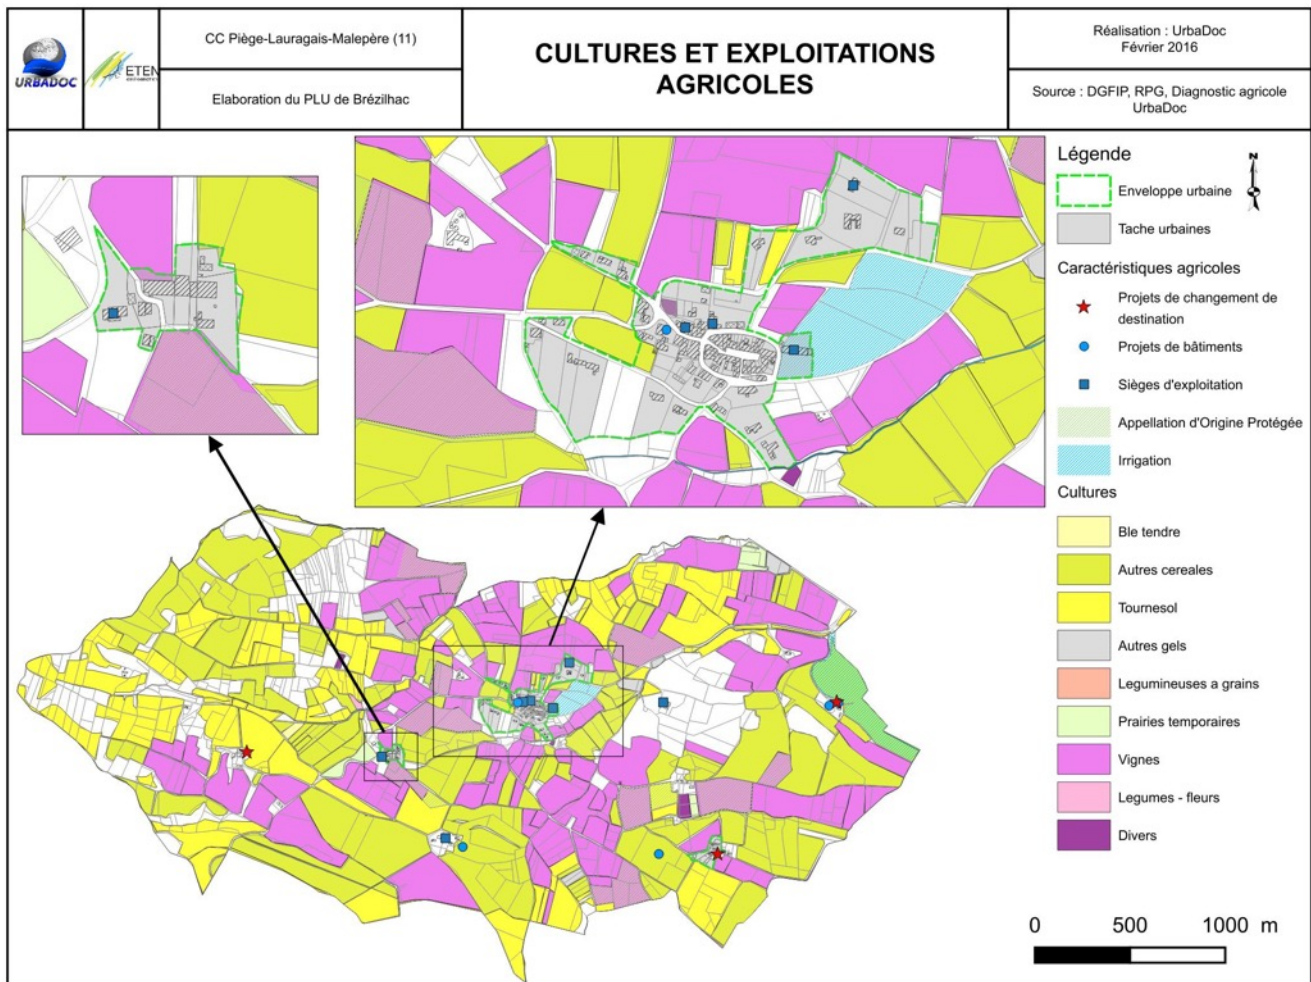 URBADOC
ETEN
CC Piège-Lauragais-Malepère (11)
Elaboration du PLU de Brézilhac
CULTURES ET EXPLOITATIONS
AGRICOLES
Réalisation : UrbaDoc
Février 2016
Source : DGFIP, RPG, Diagnostic agricole
UrbaDoc
Légende
N
Enveloppe urbaine
Tache urbaines
Caractéristiques agricoles
Projets de changement de
destination
Projets de bâtiments
Sièges d'exploitation
Appellation d'Origine Protégée
Irrigation
Cultures
Ble tendre
Autres cereales
Tournesol
Autres gels
Legumineuses a grains
Prairies temporaires
Vignes
Legumes - fleurs
Divers
0 500 1000 m